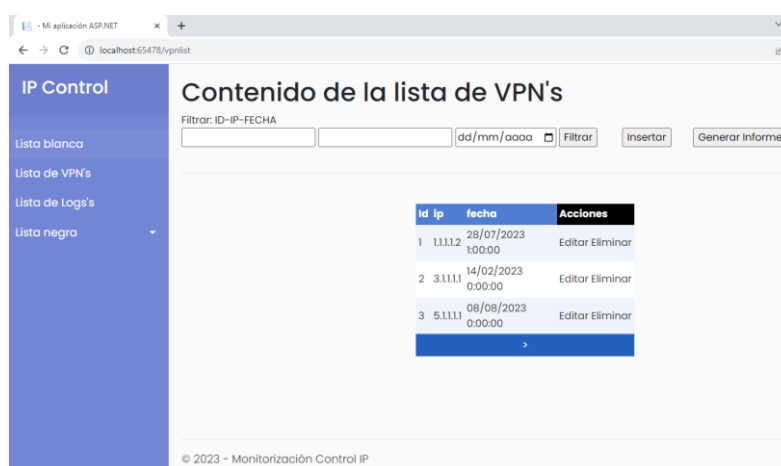 - Mi aplicación ASP.NET
localhost:65478/vpnlist
IP Control
Lista blanca
Lista de VPN's
Lista de Logs's
Lista negra
Contenido de la lista de VPN's
Filtrar: ID-IP-FECHA
dd/mm/aaaa Filtrar Insertar Generar Informe
Id ip fecha Acciones
1 1.1.1.1.2 28/07/2023 1:00:00 Editar Eliminar
2 3.1.1.1.1 14/02/2023 0:00:00 Editar Eliminar
3 5.1.1.1.1 08/08/2023 0:00:00 Editar Eliminar
>
© 2023 - Monitorización Control IP